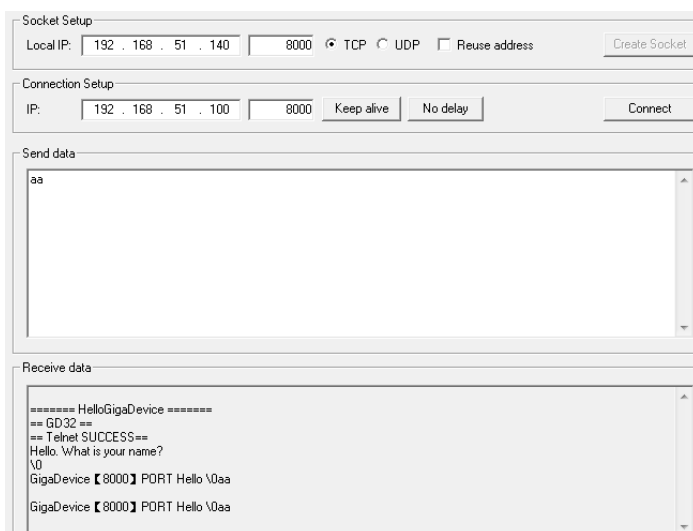 Socket Setup
Local IP: 192 . 168 . 51 . 140 8000 TCP UDP Reuse address Create Socket
Connection Setup
IP: 192 . 168 . 51 . 100 8000 Keep alive No delay Connect
Send data
aa
Receive data
======= HelloGigaDevice =======
== GD32 ==
== Telnet SUCCESS==
Hello. What is your name?
\0
GigaDevice【8000】PORT Hello \0aa
GigaDevice【8000】PORT Hello \0aa